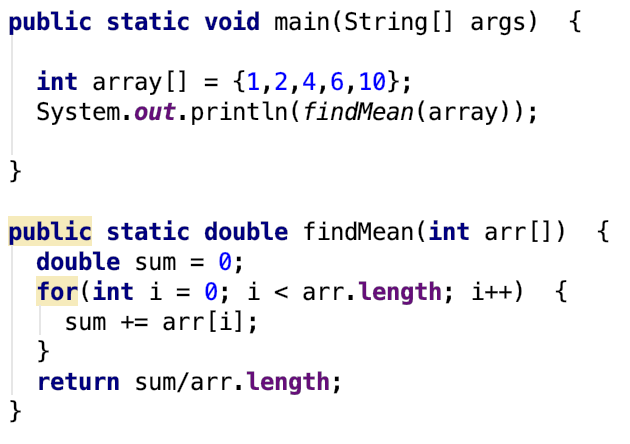 public static void main(String[] args)  {
int array[] = {1,2,4,6,10};
System.out.println(findMean(array));
}
public static double findMean(int arr[])  {
double sum = 0;
for(int i = 0; i < arr.length; i++)  {
sum += arr[i];
}
return sum/arr.length;
}